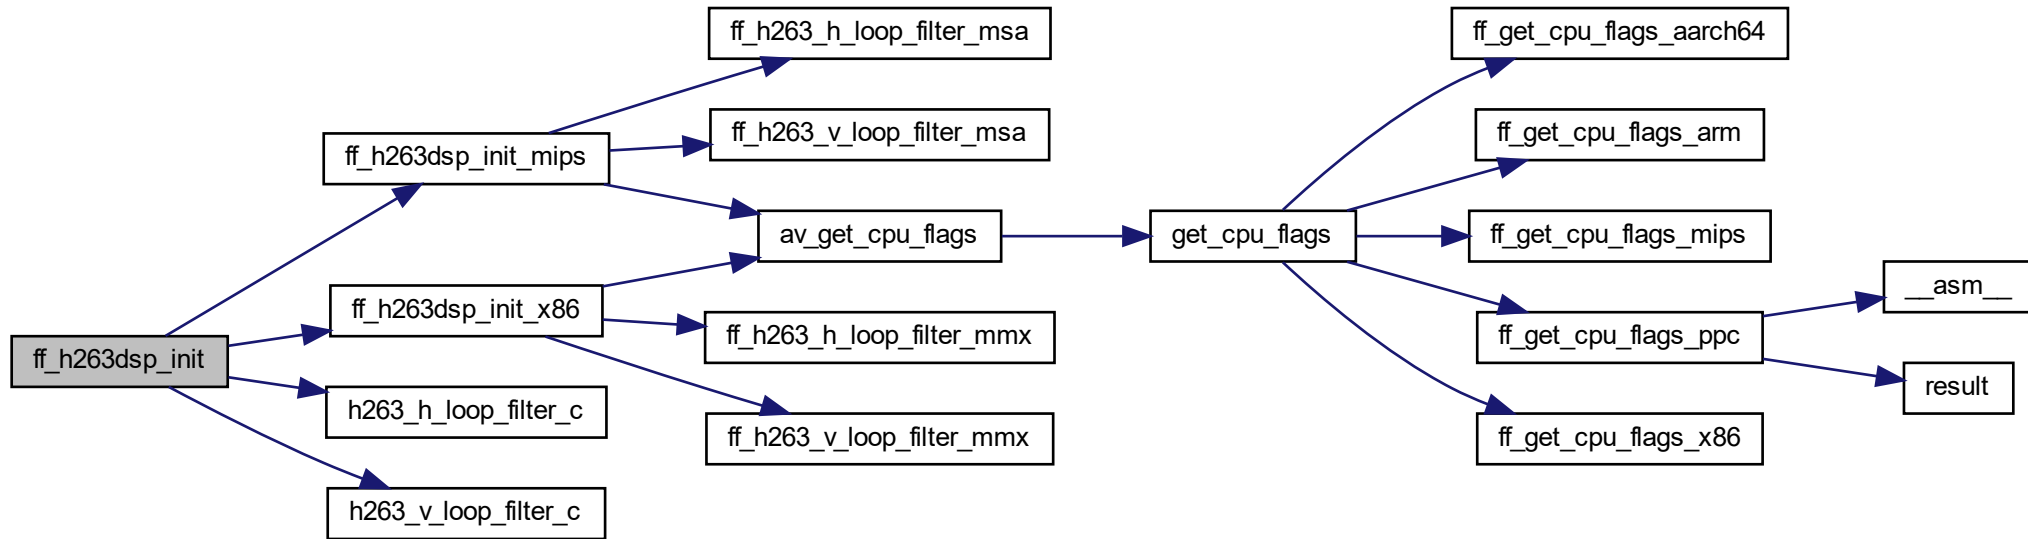 ff_h263dsp_init
ff_h263dsp_init_mips
ff_h263dsp_init_x86
h263_h_loop_filter_c
h263_v_loop_filter_c
ff_h263_h_loop_filter_msa
ff_h263_v_loop_filter_msa
av_get_cpu_flags
ff_h263_h_loop_filter_mmx
ff_h263_v_loop_filter_mmx
get_cpu_flags
ff_get_cpu_flags_aarch64
ff_get_cpu_flags_arm
ff_get_cpu_flags_mips
ff_get_cpu_flags_ppc
ff_get_cpu_flags_x86
__asm__
result